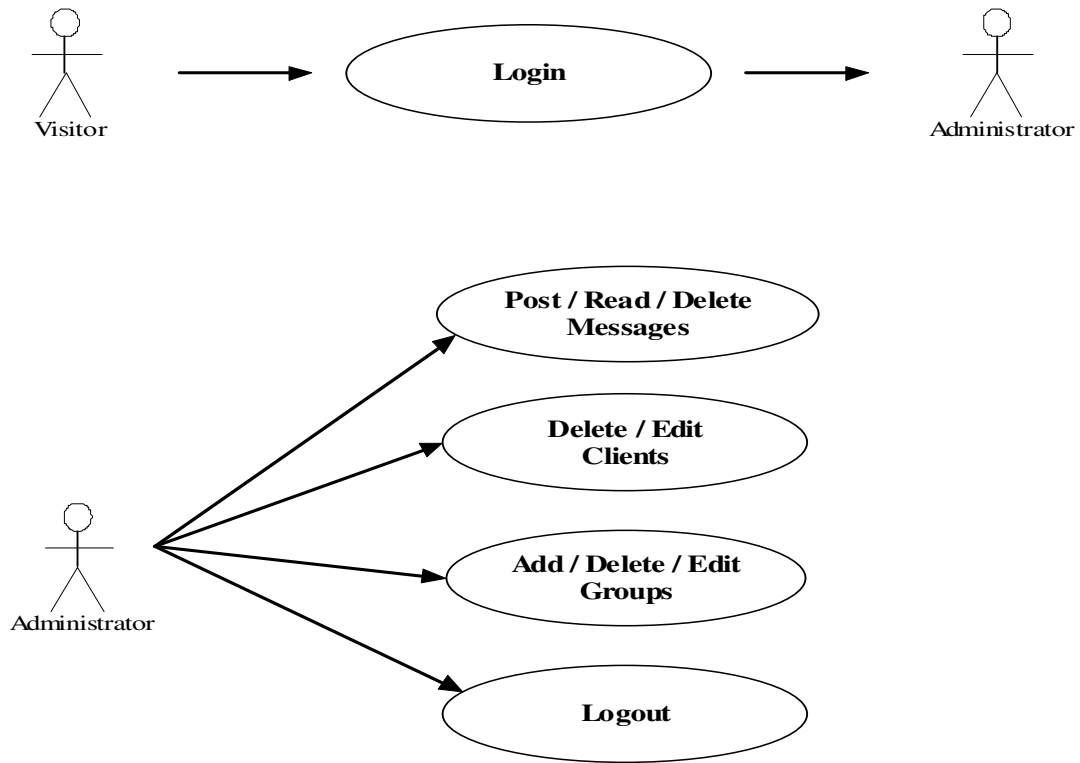 Login
Visitor
Administrator
Post / Read / Delete
Messages
Delete / Edit
Clients
Add / Delete / Edit
Groups
Administrator
Logout